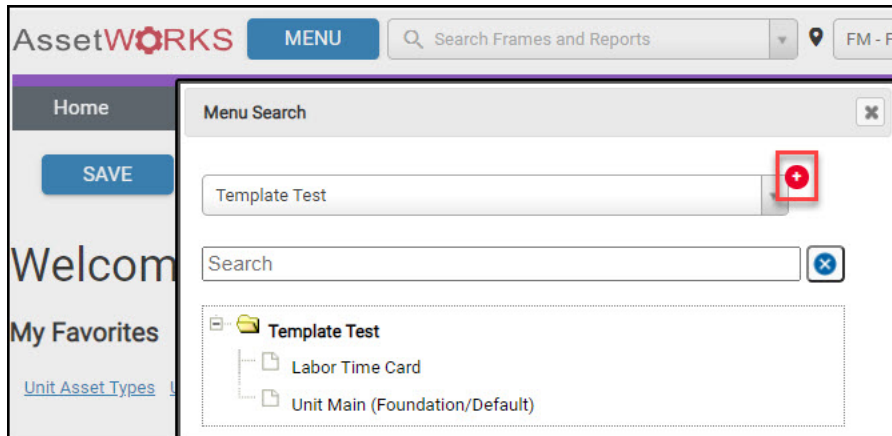 AssetWORKS
MENU
Search Frames and Reports
FM - F
Home
Menu Search
SAVE
Template Test
Welcom
Search
My Favorites
Template Test
Labor Time Card
Unit Asset Types U
Unit Main (Foundation/Default)